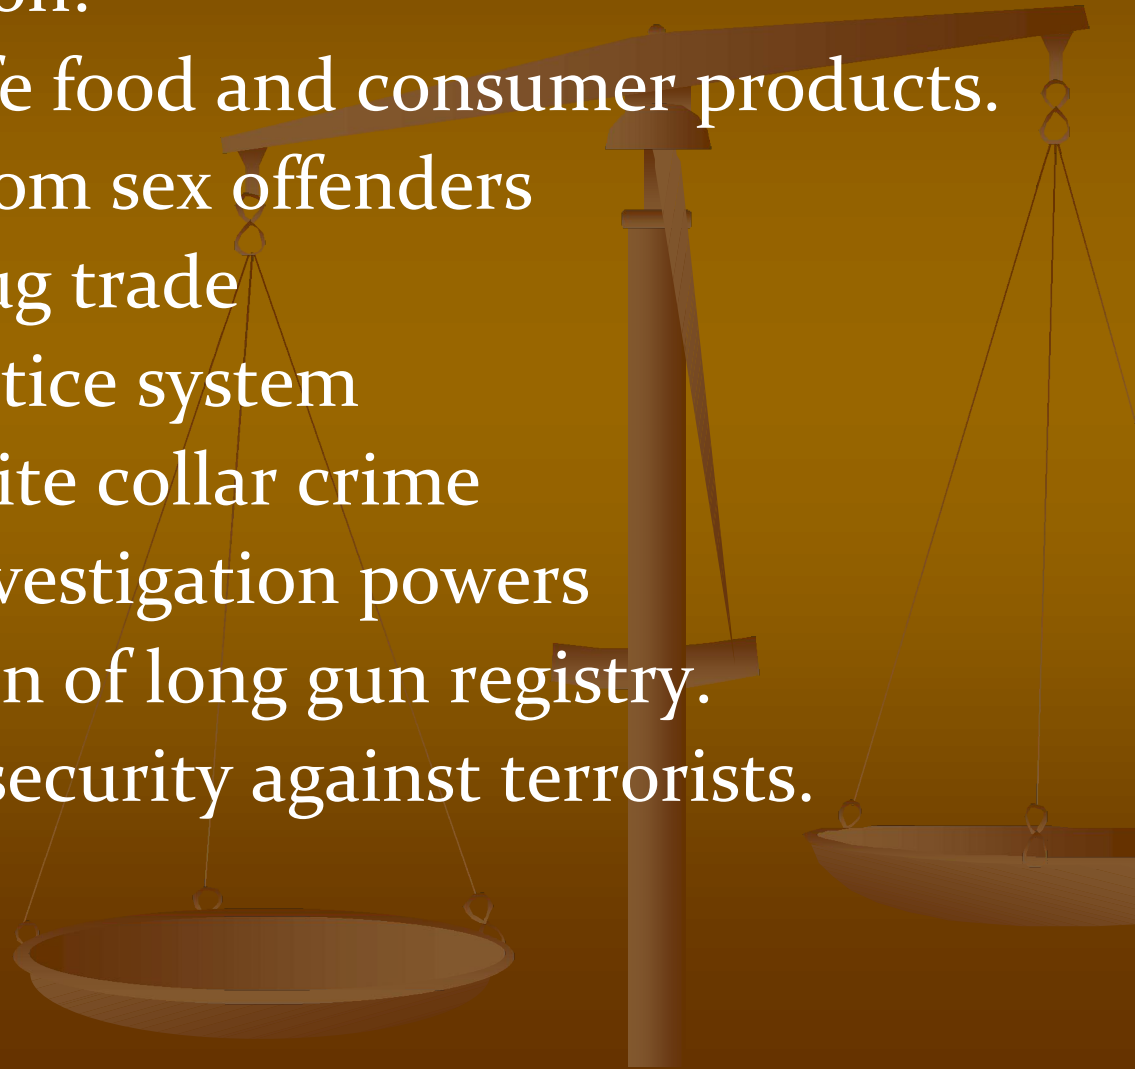 on.
fe food and consumer products.
om sex offenders
ug trade
tice system
ite collar crime
vestigation powers
n of long gun registry.
security against terrorists.